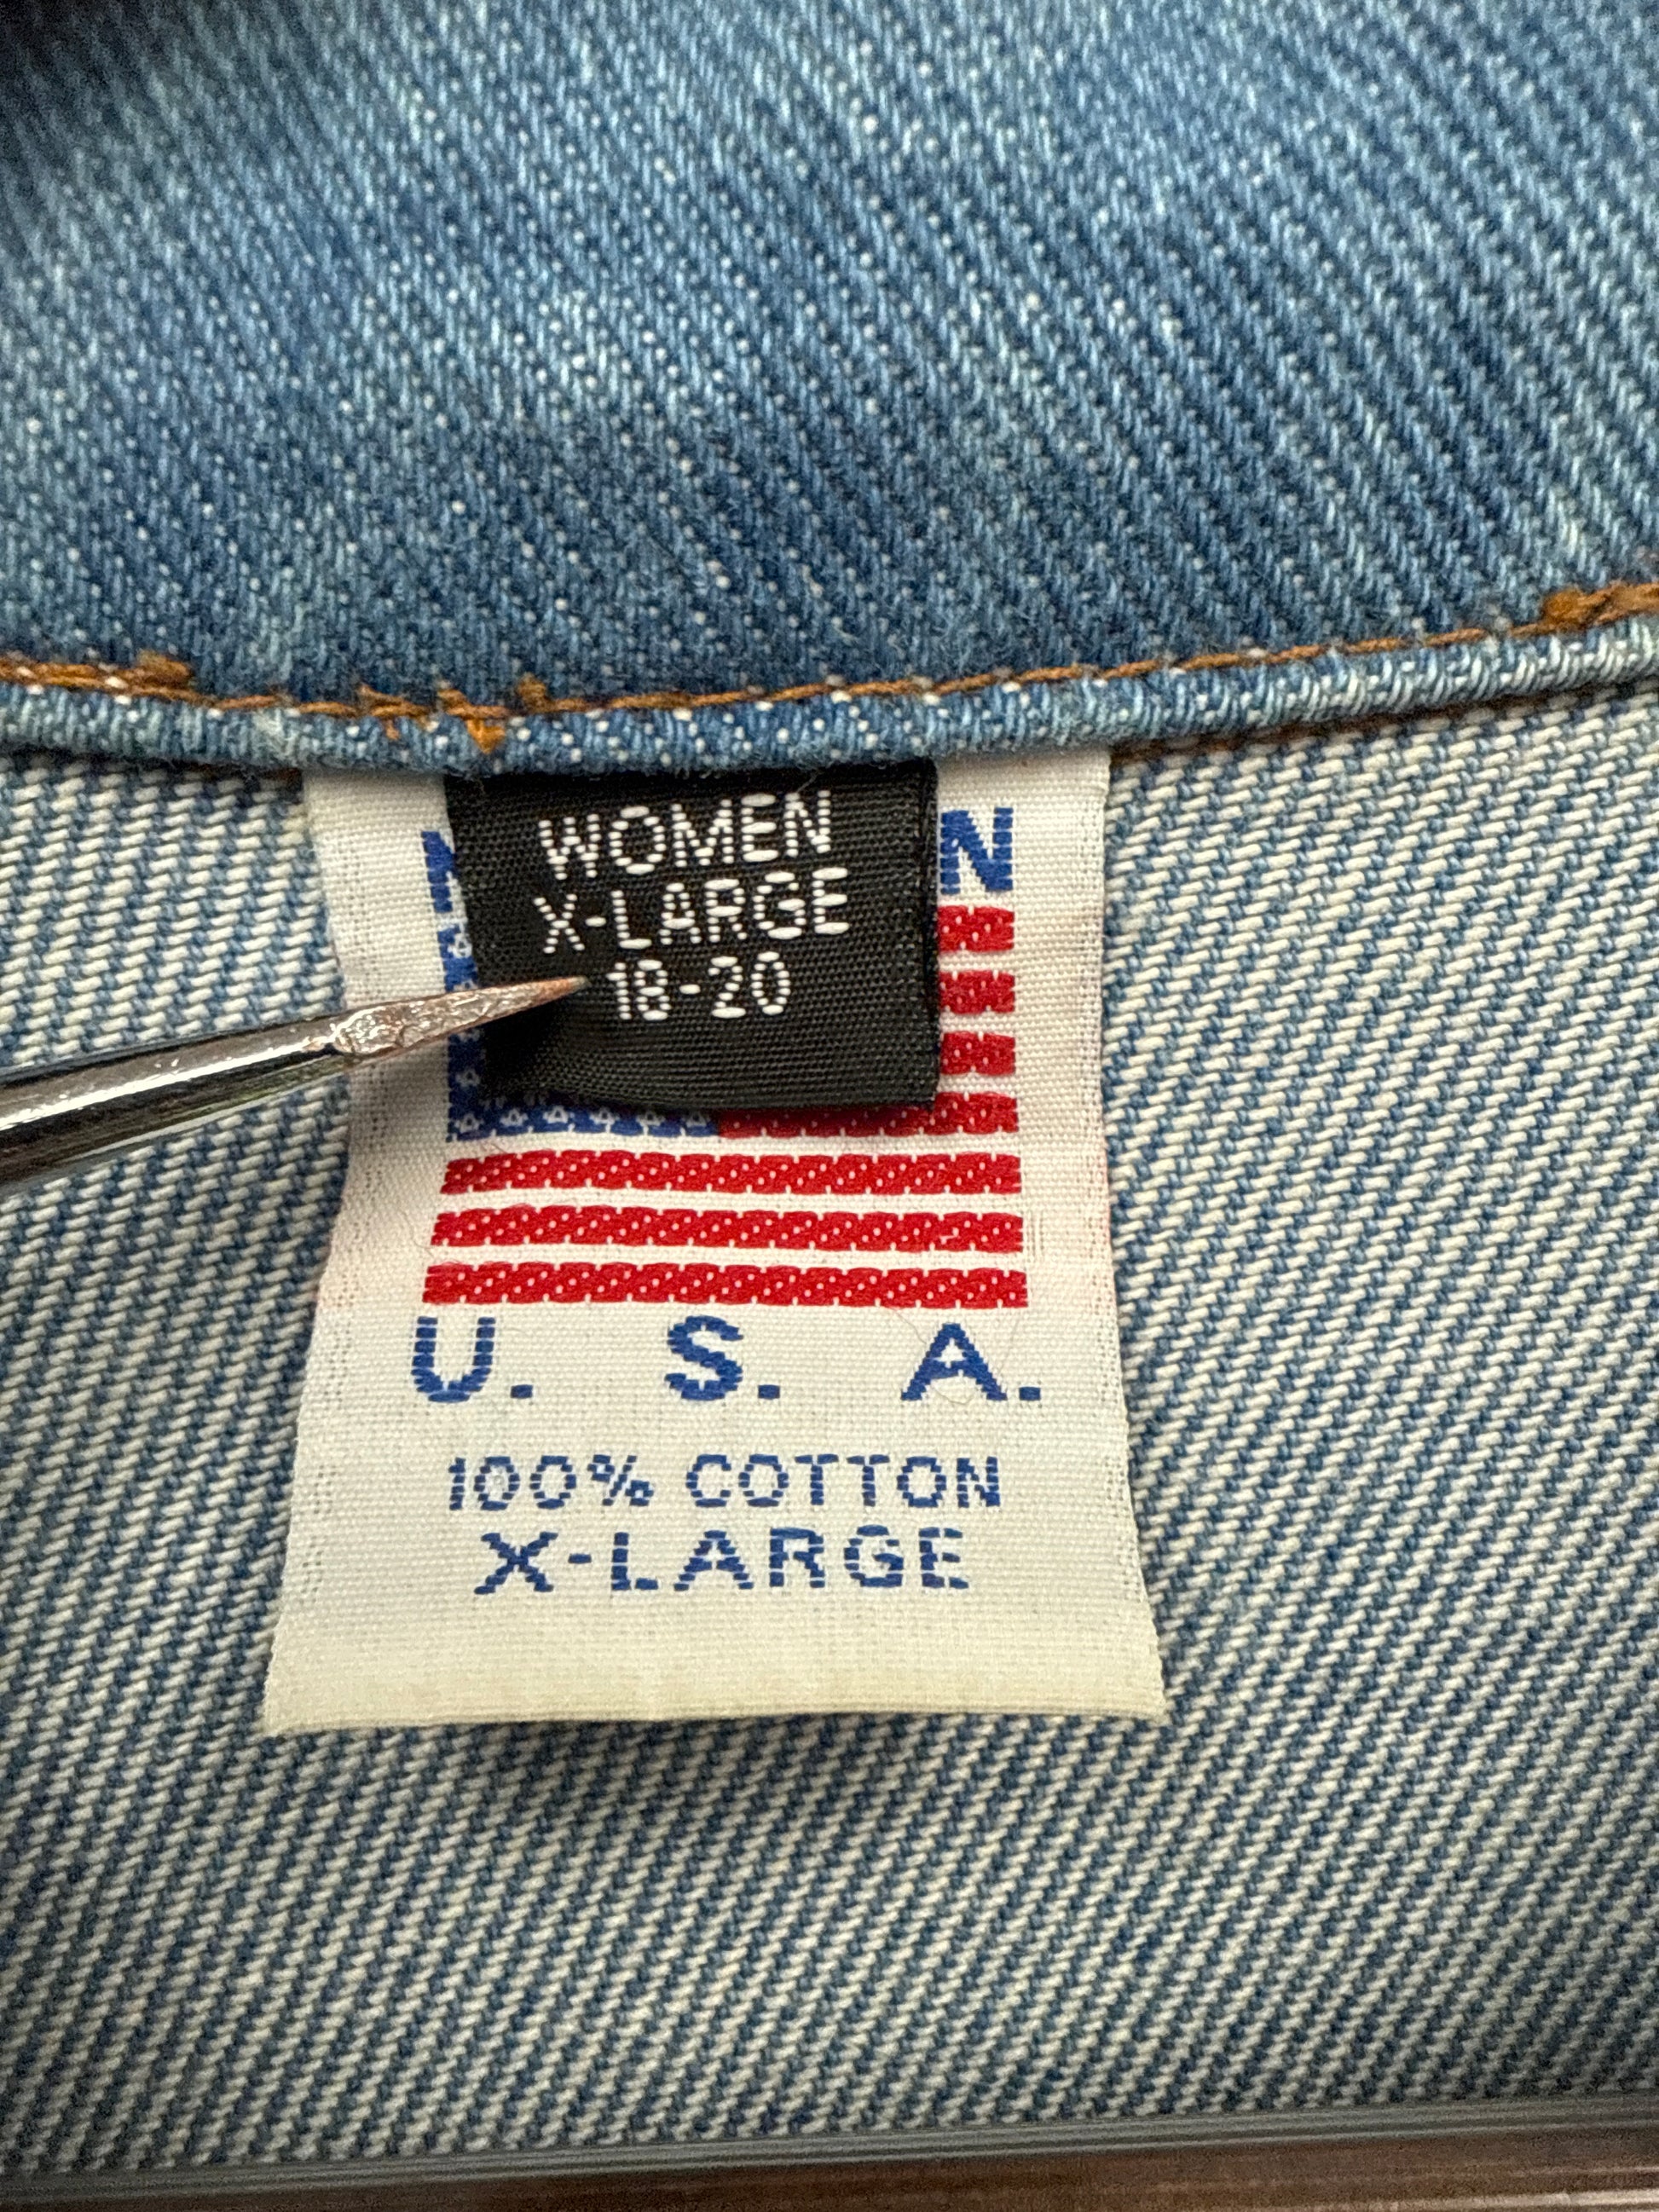 WOMEN
X-LARGE
18-20
N
U. S. A.
100% COTTON
X-LARGE